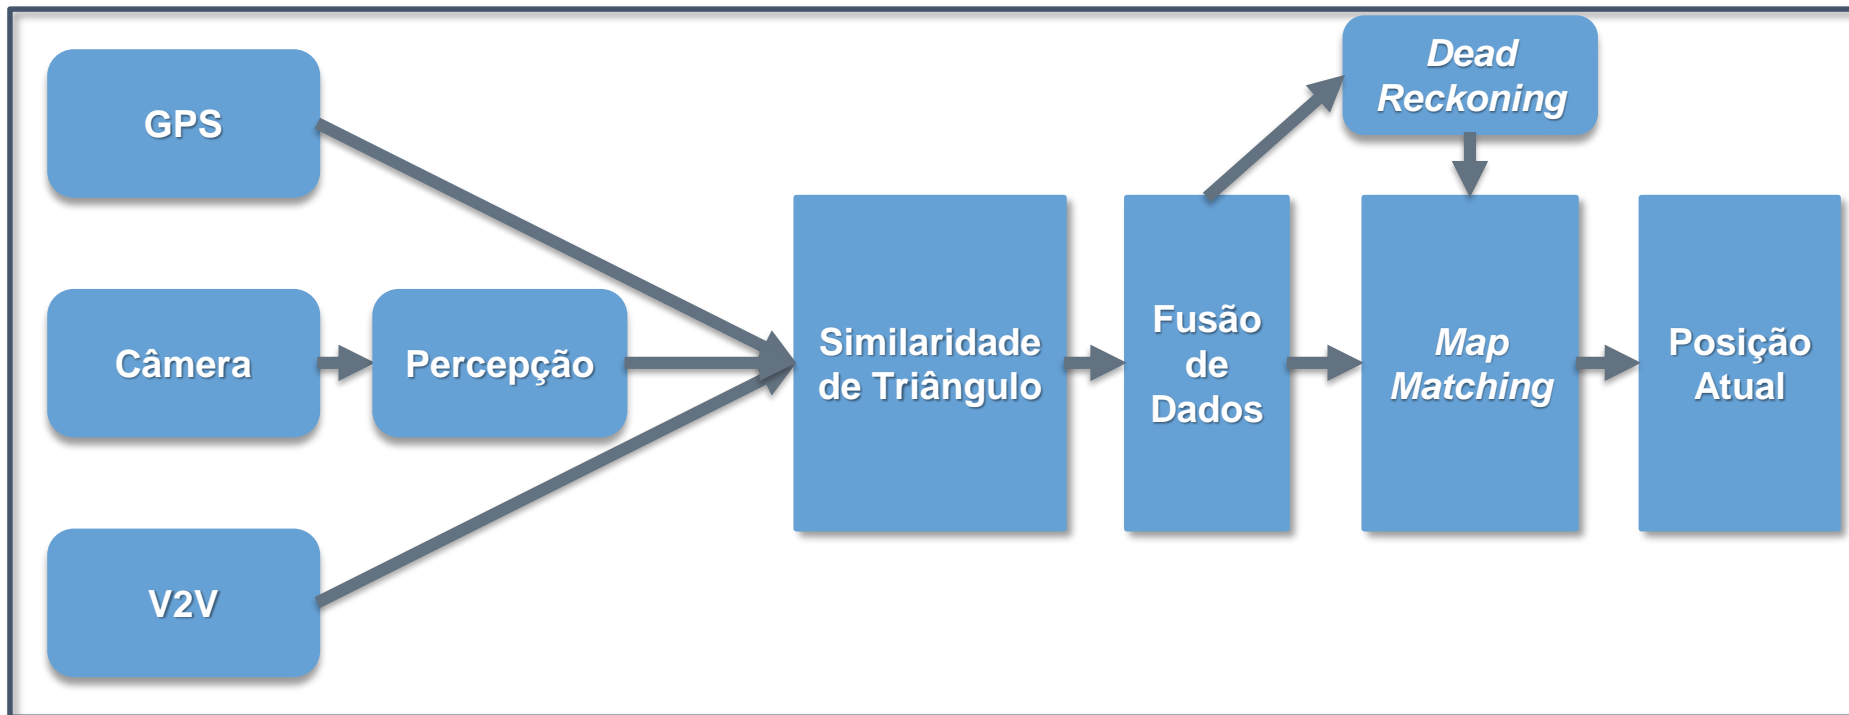 GPS
Câmera
Percepção
V2V
Similaridade
de Triângulo
Fusão
de
Dados
Dead
Reckoning
Map
Matching
Posição
Atual